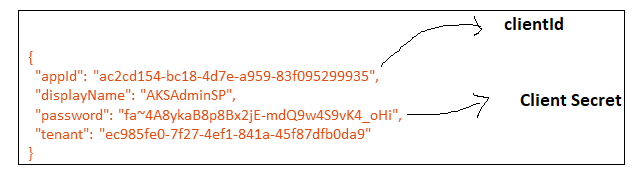 clientId
{
"appId": "ac2cd154-bc18-4d7e-a959-83f095299935",
"displayName": "AKSAdminSP",
"password": "fa~4A8ykaB8p8Bx2jE-mdQ9w4S9vK4_oHi",
Client Secret
"tenant": "ec985fe0-7f27-4ef1-841a-45f87dfb0da9"
}